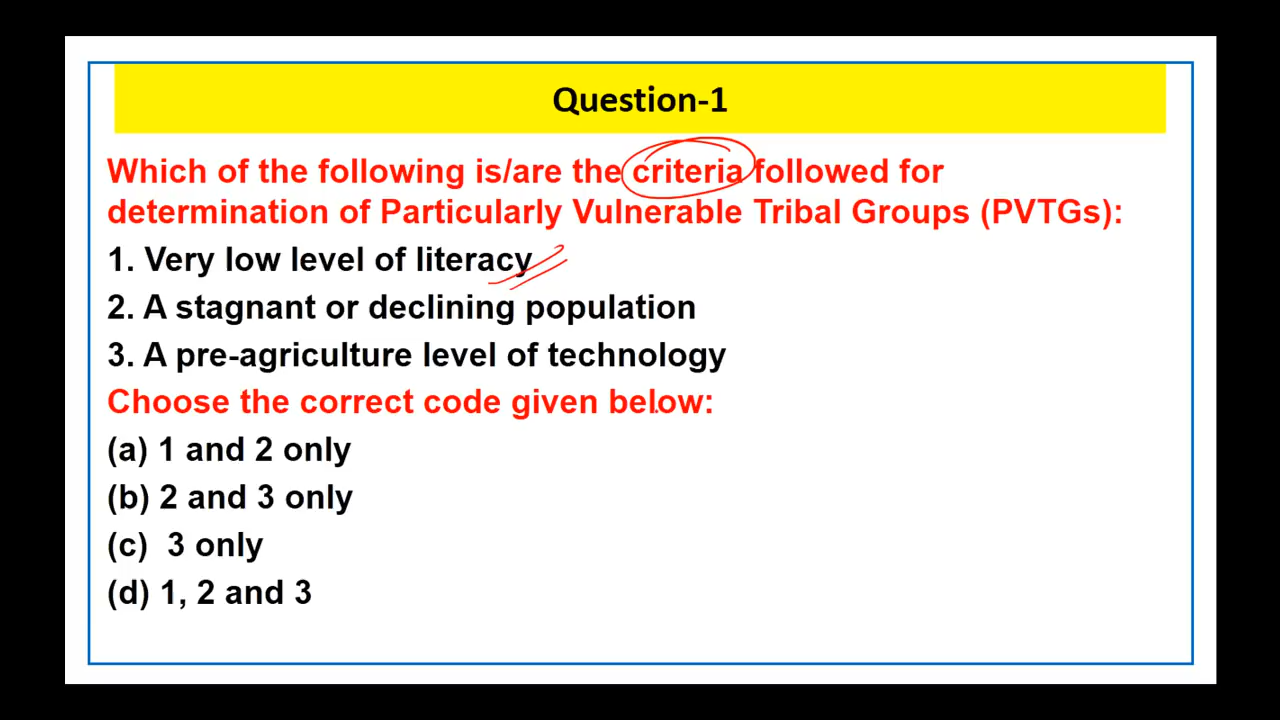 Question-1
Which of the following is/are the criteria followed for
determination of Particularly Vulnerable Tribal Groups (PVTGs):
1. Very low level of literacy
2. A stagnant or declining population
3. A pre-agriculture level of technology
Choose the correct code given below:
(a) 1 and 2 only
(b) 2 and 3 only
(c) 3 only
(d) 1, 2 and 3